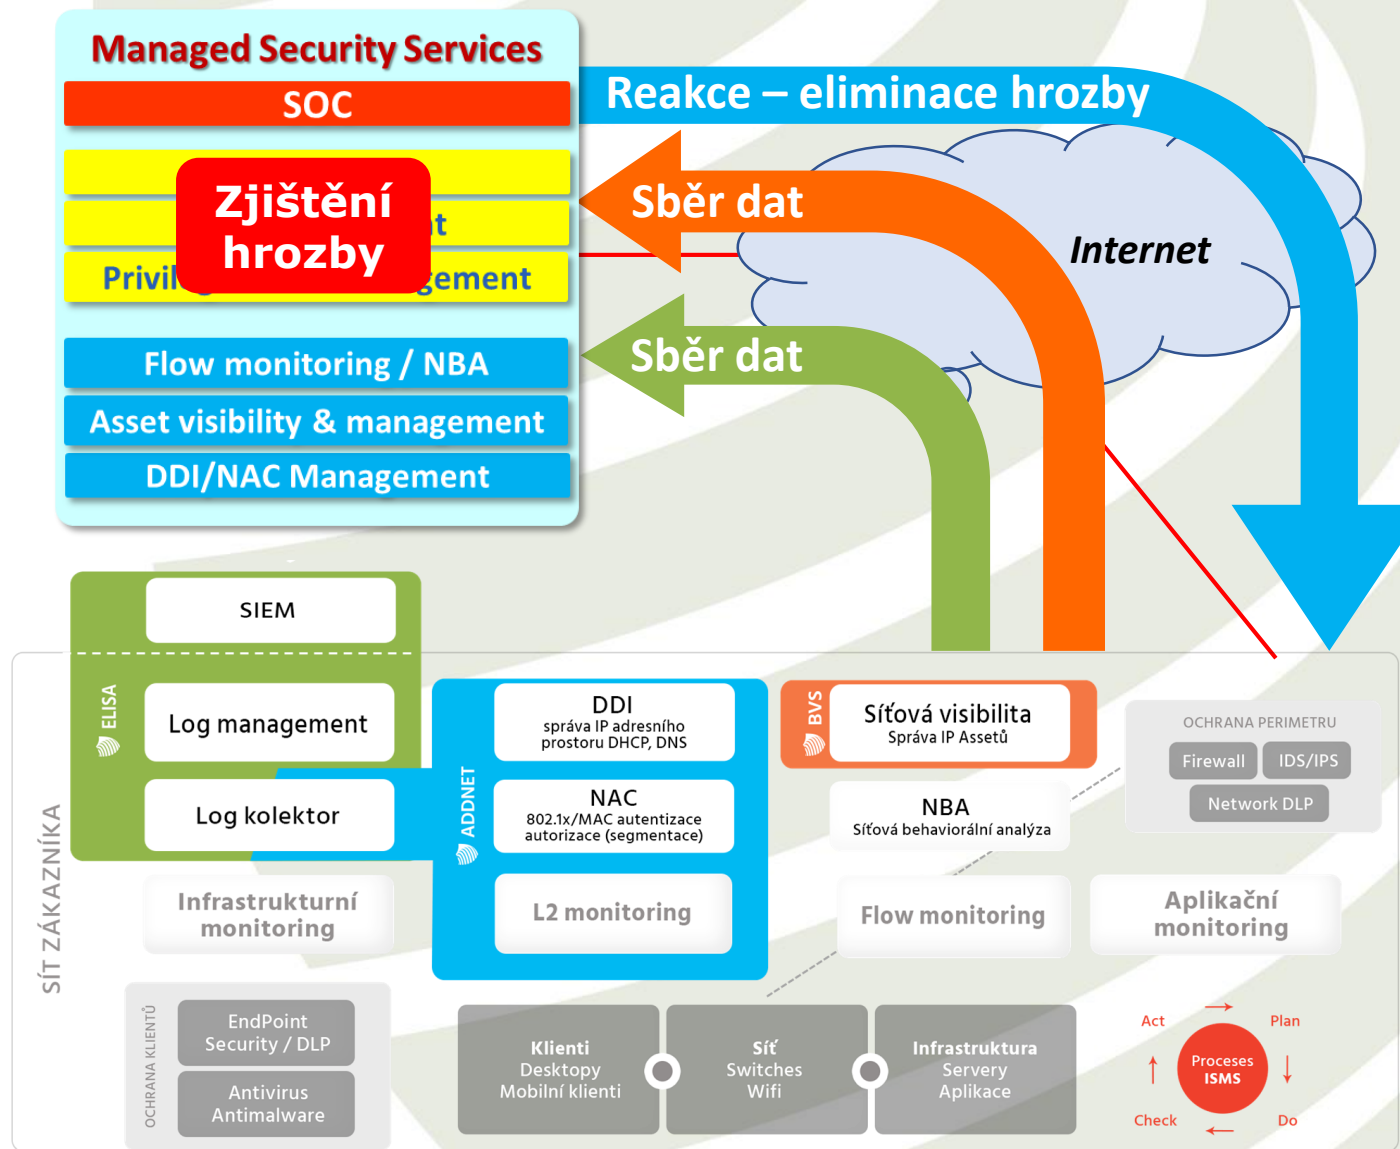 Managed Security Services
SOC
Zjištění
hrozby
Flow monitoring / NBA
Asset visibility & management
DDI/NAC Management
Reakce – eliminace hrozby
Sběr dat
Internet
Sběr dat
SIEM
ELISA
Log management
Log kolektor
ADDNET
DDI
správa IP adresního
prostoru DHCP, DNS
NAC
802.1x/MAC autentizace
autorizace (segmentace)
L2 monitoring
BVS
Síťová visibilita
Správa IP Assetů
NBA
Síťová behaviorální analýza
OCHRANA PERIMETRU
Firewall
IDS/IPS
Network DLP
SÍT ZÁKAZNÍKA
Infrastrukturní
monitoring
Flow monitoring
Aplikační
monitoring
OCHRANA KLIENTŮ
EndPoint
Security / DLP
Antivirus
Antimalware
Klienti
Desktopy
Mobilní klienti
Síť
Switches
Wifi
Infrastruktura
Servery
Aplikace
Act
Plan
Proceses
ISMS
Check
Do